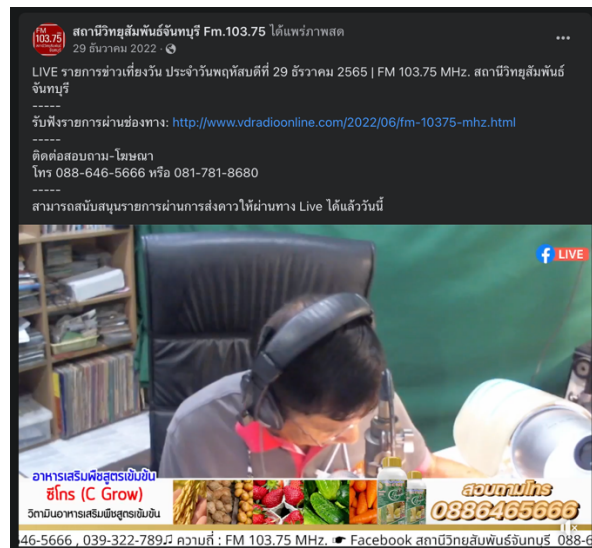 FM
103.75
สถานีวิทยุสัมพันธ์จันทบุรี Fm.103.75 ได้แพร่ภาพสด
29 ธันวาคม 2022
LIVE รายการข่าวเที่ยงวัน ประจำวันพฤหัสบดีที่ 29 ธันวาคม 2565 | FM 103.75 MHz. สถานีวิทยุสัมพันธ์
จันทบุรี
-----
รับฟังรายการผ่านช่องทาง: http://www.vdradioonline.com/2022/06/fm-10375-mhz.html
-----
ติดต่อสอบถาม-โฆษณา
โทร 088-646-5666 หรือ 081-781-8680
-----
สามารถสนับสนุนรายการผ่านการส่งดาวให้ผ่านทาง Live ได้แล้ววันนี้
LIVE
อาหารเสริมพืชสูตรเข้มข้น
ซีโกร (C Grow)
วิตามินอาหารเสริมพืชสูตรเข้มข้น
สอบถามโทร
0886465666
46-5666 , 039-322-789 ความถี่ : FM 103.75 MHz. ☛ Facebook สถานีวิทยุสัมพันธ์จันทบุรี 088-6